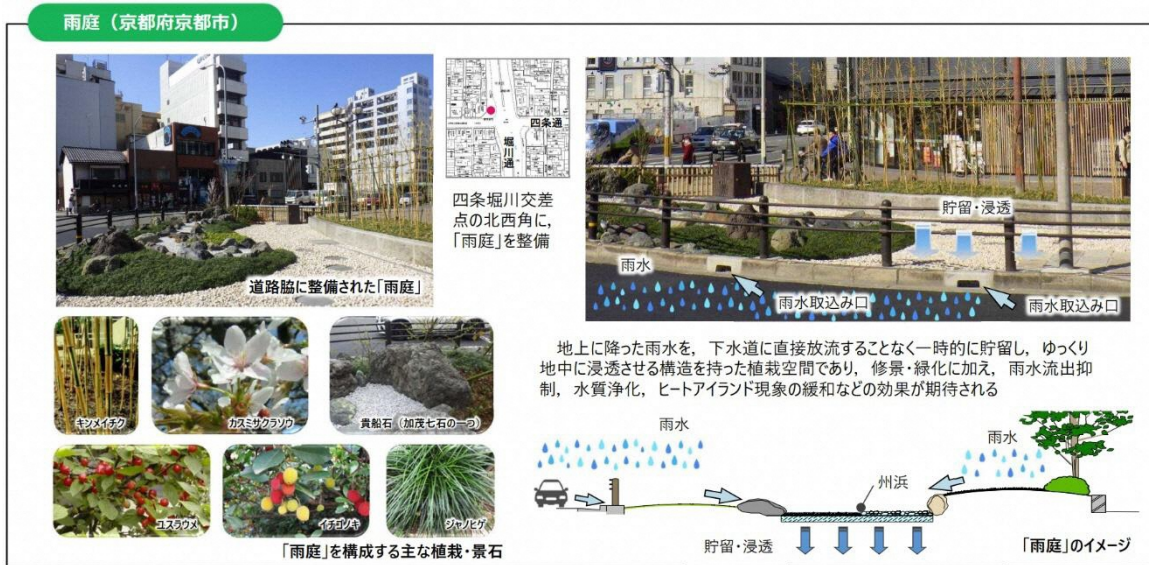 雨庭（京都府京都市）
道路脇に整備された「雨庭」
四条通
堀川通
四条堀川交差
点の北西角に，
「雨庭」を整備
貯留・浸透
雨水
雨水取込み口
雨水取込み口
キンメイチク
カスミサクラソウ
貴船石（加茂七石の一つ）
ユスラウメ
イチゴノキ
ジャノヒゲ
「雨庭」を構成する主な植栽・景石
地上に降った雨水を，下水道に直接放流することなく一時的に貯留し，ゆっくり
地中に浸透させる構造を持った植栽空間であり，修景・緑化に加え，雨水流出抑
制，水質浄化，ヒートアイランド現象の緩和などの効果が期待される
雨水
雨水
州浜
貯留・浸透
「雨庭」のイメージ